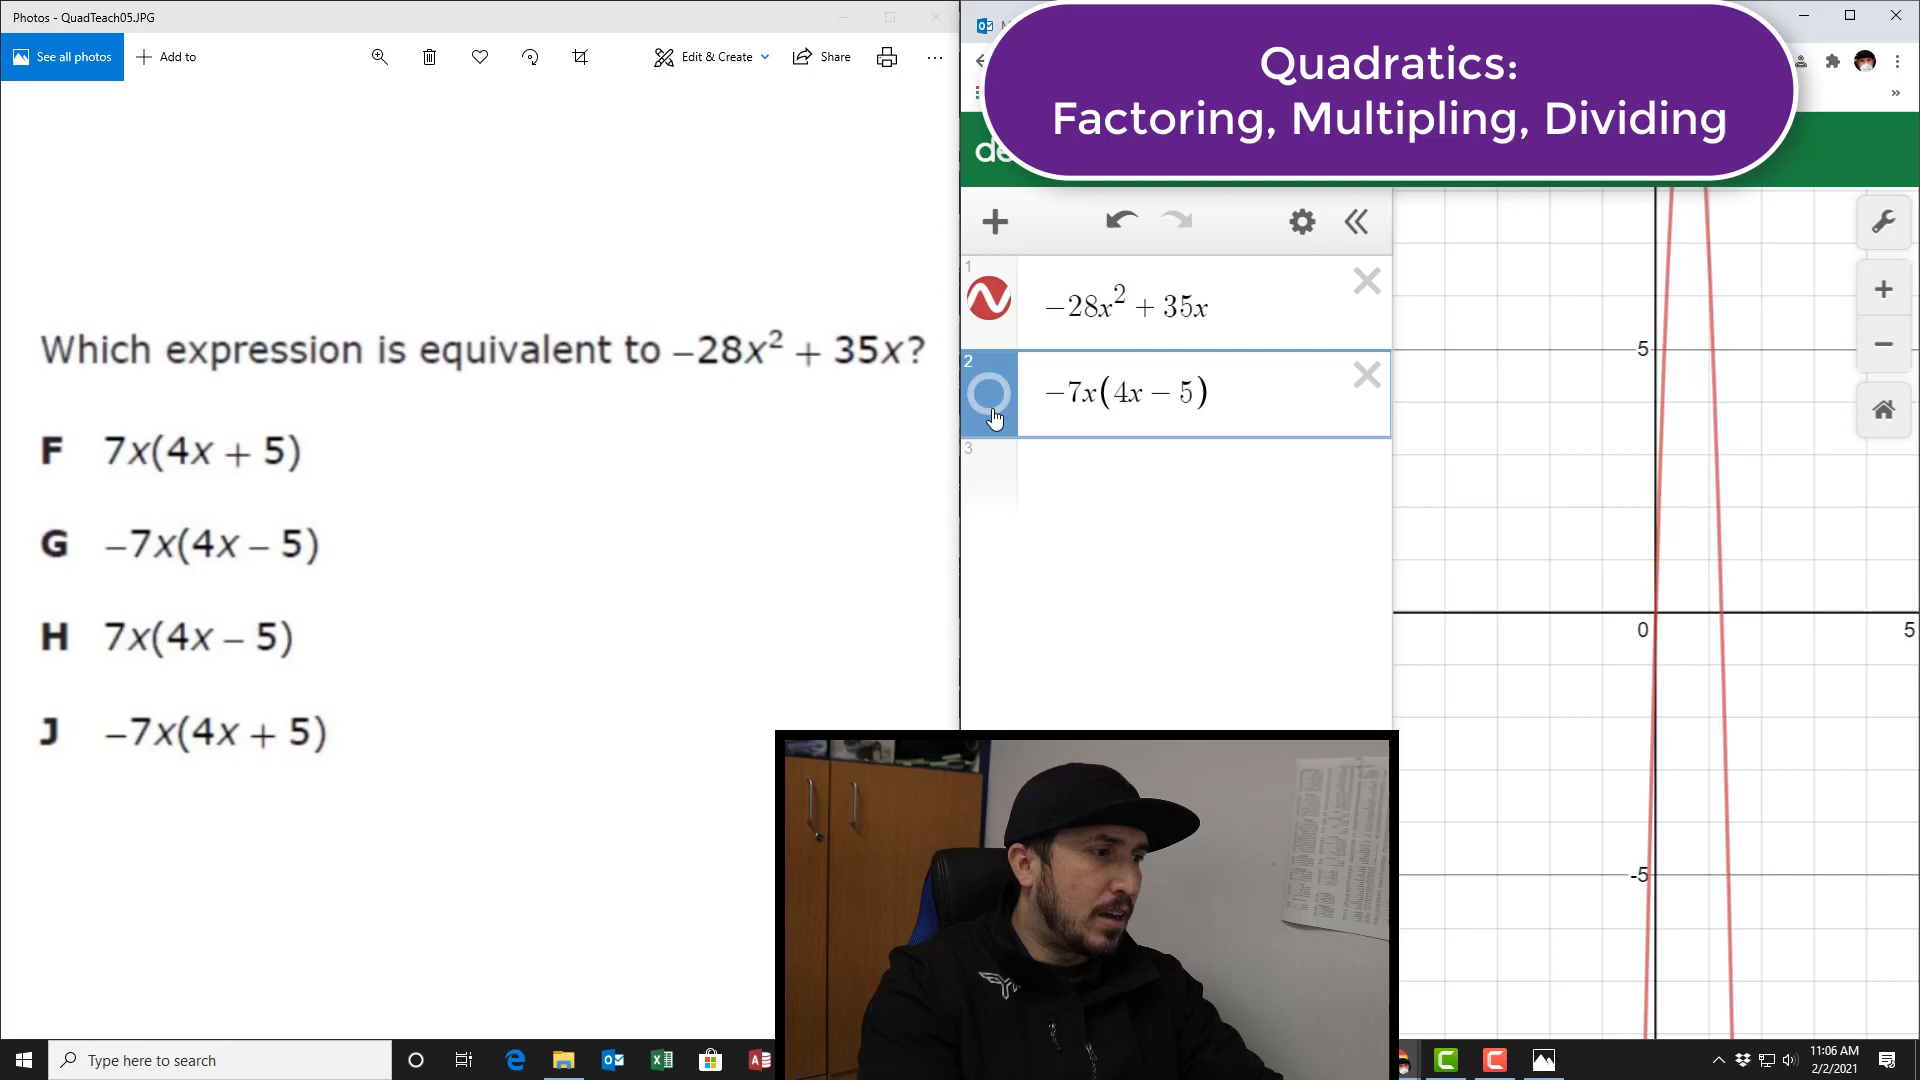 Photos - QuadTeach05.JPG
See all photos
Add to
Edit & Create
Share
Quadratics:
Factoring, Multipling, Dividing
de
Which expression is equivalent to −28x² + 35x?
F 7x(4x + 5)
G −7x(4x − 5)
H 7x(4x − 5)
J −7x(4x + 5)
1
−28x² + 35x
2
−7x(4x − 5)
3
5
0
5
-5
Type here to search
11:06 AM
2/2/2021